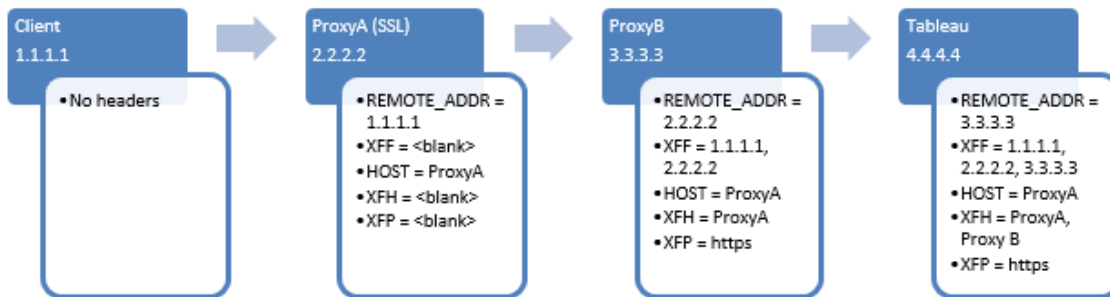 Client
1.1.1.1
•No headers
ProxyA (SSL)
2.2.2.2
•REMOTE_ADDR =
1.1.1.1
•XFF = <blank>
•HOST = ProxyA
•XFH = <blank>
•XFP = <blank>
ProxyB
3.3.3.3
•REMOTE_ADDR =
2.2.2.2
•XFF = 1.1.1.1,
2.2.2.2
•HOST = ProxyA
•XFH = ProxyA
•XFP = https
Tableau
4.4.4.4
•REMOTE_ADDR =
3.3.3.3
•XFF = 1.1.1.1,
2.2.2.2, 3.3.3.3
•HOST = ProxyA
•XFH = ProxyA,
Proxy B
•XFP = https